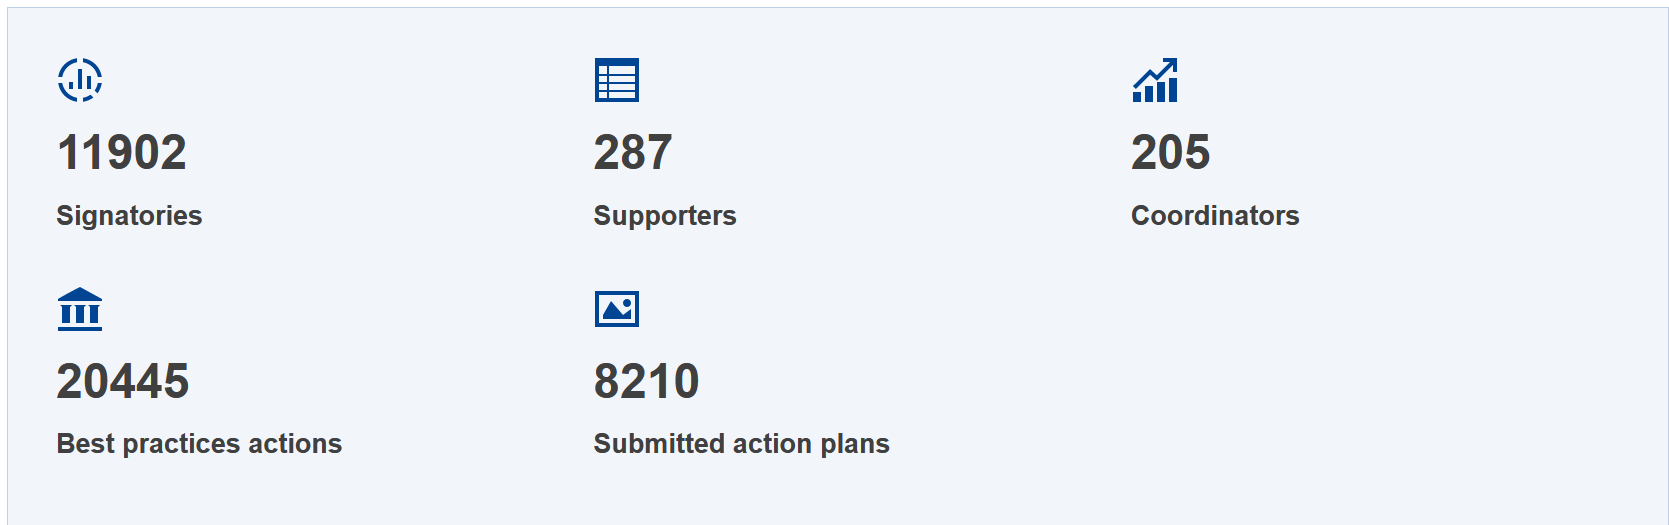 11902
Signatories
287
Supporters
205
Coordinators
20445
Best practices actions
8210
Submitted action plans